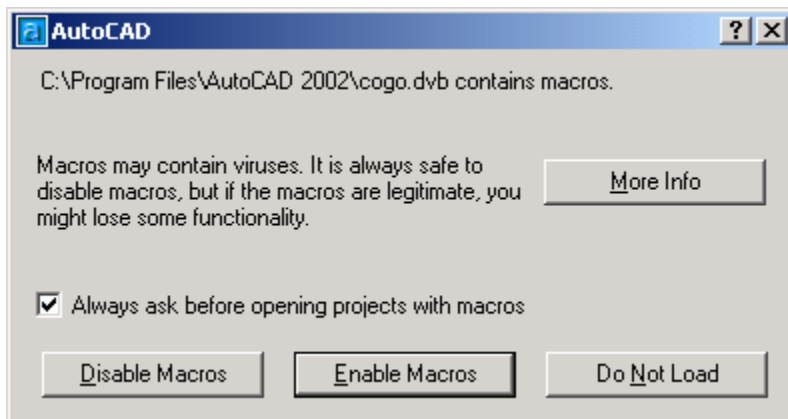 AutoCAD
C:\Program Files\AutoCAD 2002\cogo.dvb contains macros.
Macros may contain viruses. It is always safe to
disable macros, but if the macros are legitimate, you
might lose some functionality.
More Info
Always ask before opening projects with macros
Disable Macros
Enable Macros
Do Not Load